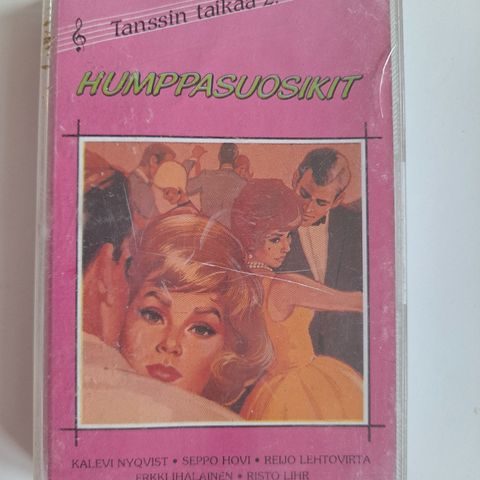 Tanssin taikaa 2.
HUMPPASUOSIKIT
KALEVI NYQVIST • SEPPO HOVI • REIJO LEHTOVIRTA
ERKKI IHALAINEN • RISTO LIHR